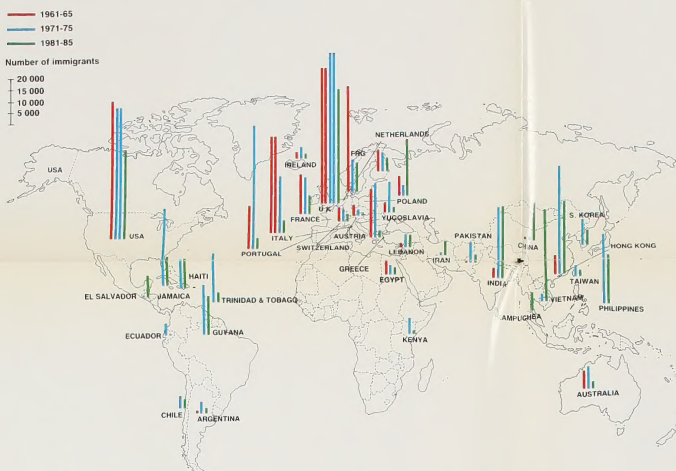 1961-65
1971-75
1981-85
Number of immigrants
20 000
15 000
10 000
5 000
NETHERLANDS
IRELAND
FRG
USA
POLAND
FRANCE
U K
YUGOSLAVIA
S. KOREA
USA
ITALY
AUSTRIA
PAKISTAN
CHINA
HONG KONG
PORTUGAL
SWITZERLAND
LEBANON
IRAN
GREECE
HAITI
EGYPT
INDIA
TAIWAN
EL SALVADOR
JAMAICA
TRINIDAD & TOBAGO
VIETNAM
PHILIPPINES
AMPUCHEA
ECUADOR
GUYANA
KENYA
AUSTRALIA
CHILE
ARGENTINA